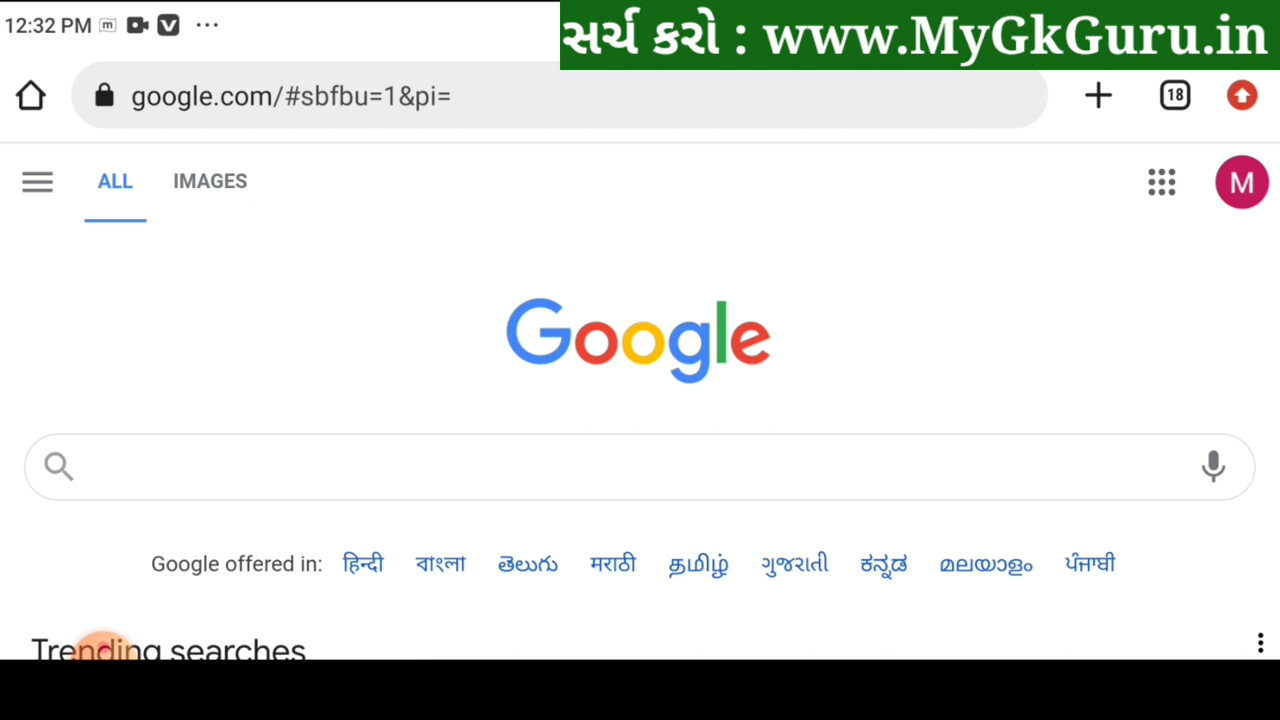 12:32 PM m V ...
સર્ચ કરો : www.MyGkGuru.in
google.com/#sbfbu=1&pi=
18
ALL IMAGES
M
Google
Google offered in: हिन्दी বাংলা తెలుగు मराठी தமிழ் ગુજરાતી ಕನ್ನಡ മലയാളം ਪੰਜਾਬੀ
Trending searches